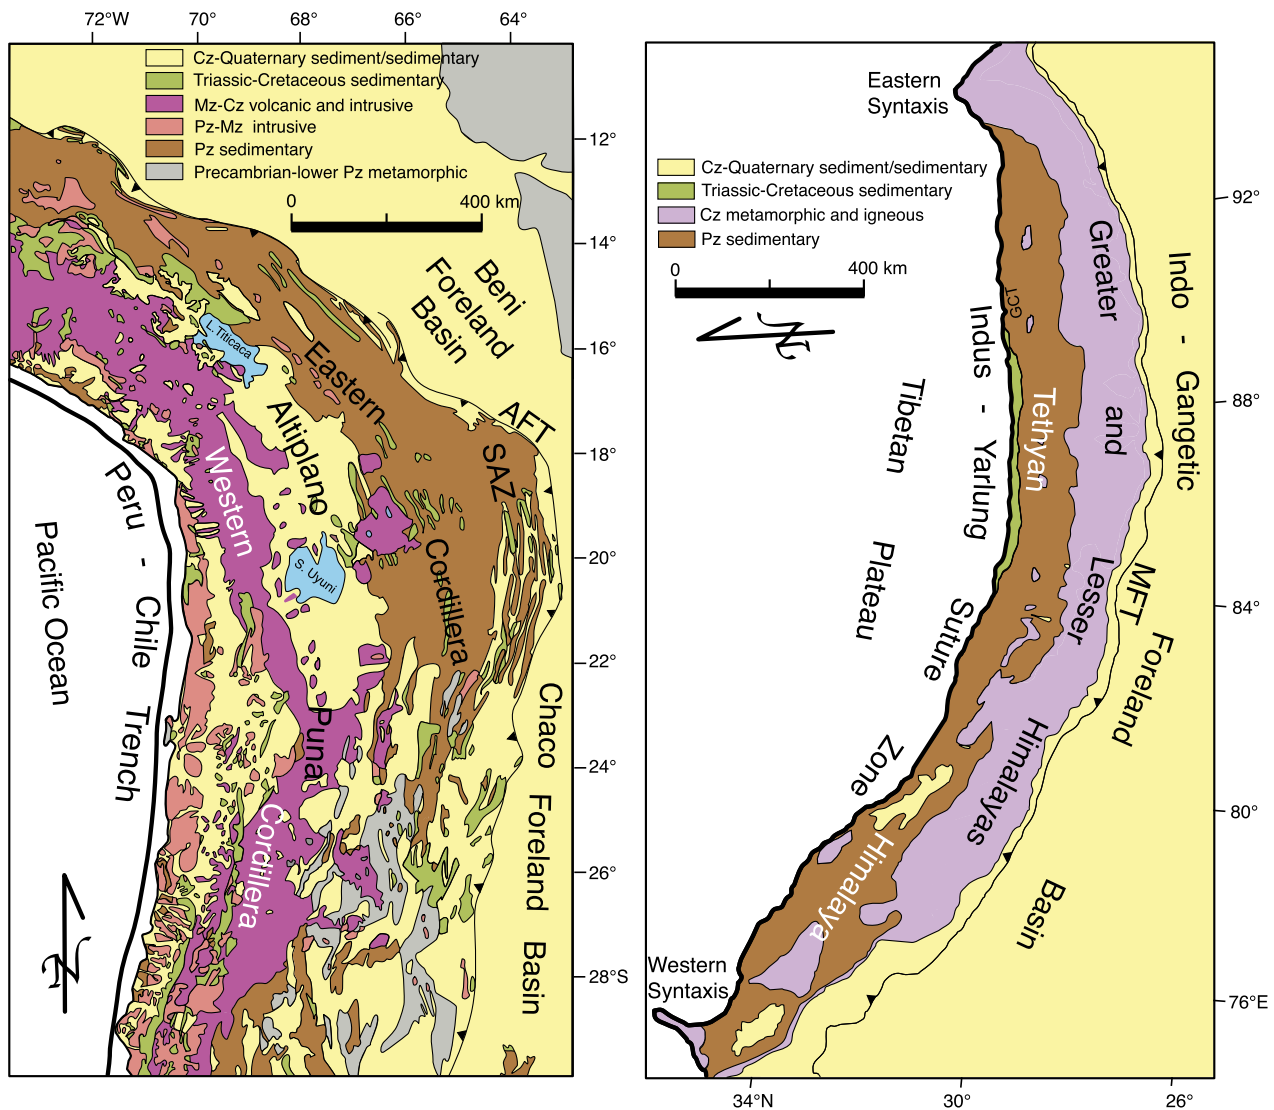 72°W 70° 68° 66° 64°
Cz-Quaternary sediment/sedimentary
Triassic-Cretaceous sedimentary
Mz-Cz volcanic and intrusive
Pz-Mz intrusive
Pz sedimentary
Precambrian-lower Pz metamorphic
0 400 km
12°
14°
16°
18°
20°
22°
24°
26°
28°S
Beni
Foreland
Basin
L. Titicaca
Eastern
Cordillera
Altiplano
AFT
SAZ
Western
Cordillera
S. Uyuni
Puna
Peru - Chile Trench
Pacific Ocean
Chaco Foreland Basin
N
Eastern
Syntaxis
Cz-Quaternary sediment/sedimentary
Triassic-Cretaceous sedimentary
Cz metamorphic and igneous
Pz sedimentary
0 400 km
N
92°
88°
84°
80°
76°E
Greater and Lesser Himalayas
GCT
Indus - Yarlung Suture Zone
Tethyan Himalaya
Tibetan Plateau
Indo - Gangetic
Foreland Basin
MFT
Western
Syntaxis
34°N 30° 26°